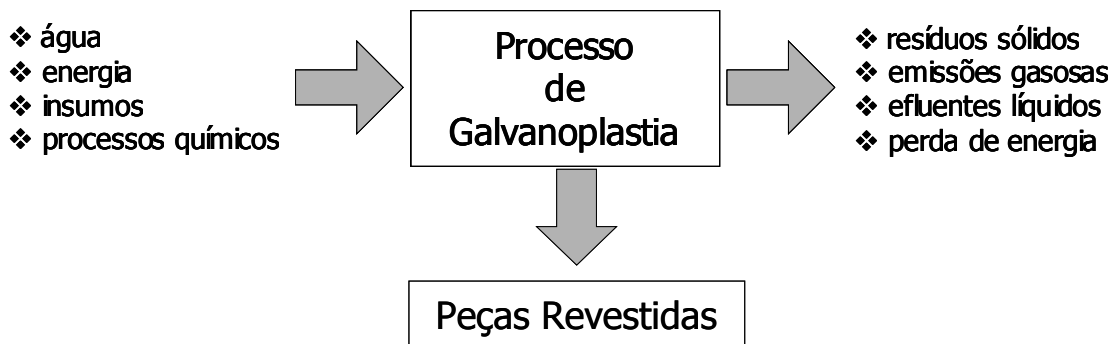 ❖ água
❖ energia
❖ insumos
❖ processos químicos
Processo
de
Galvanoplastia
❖ resíduos sólidos
❖ emissões gasosas
❖ efluentes líquidos
❖ perda de energia
Peças Revestidas